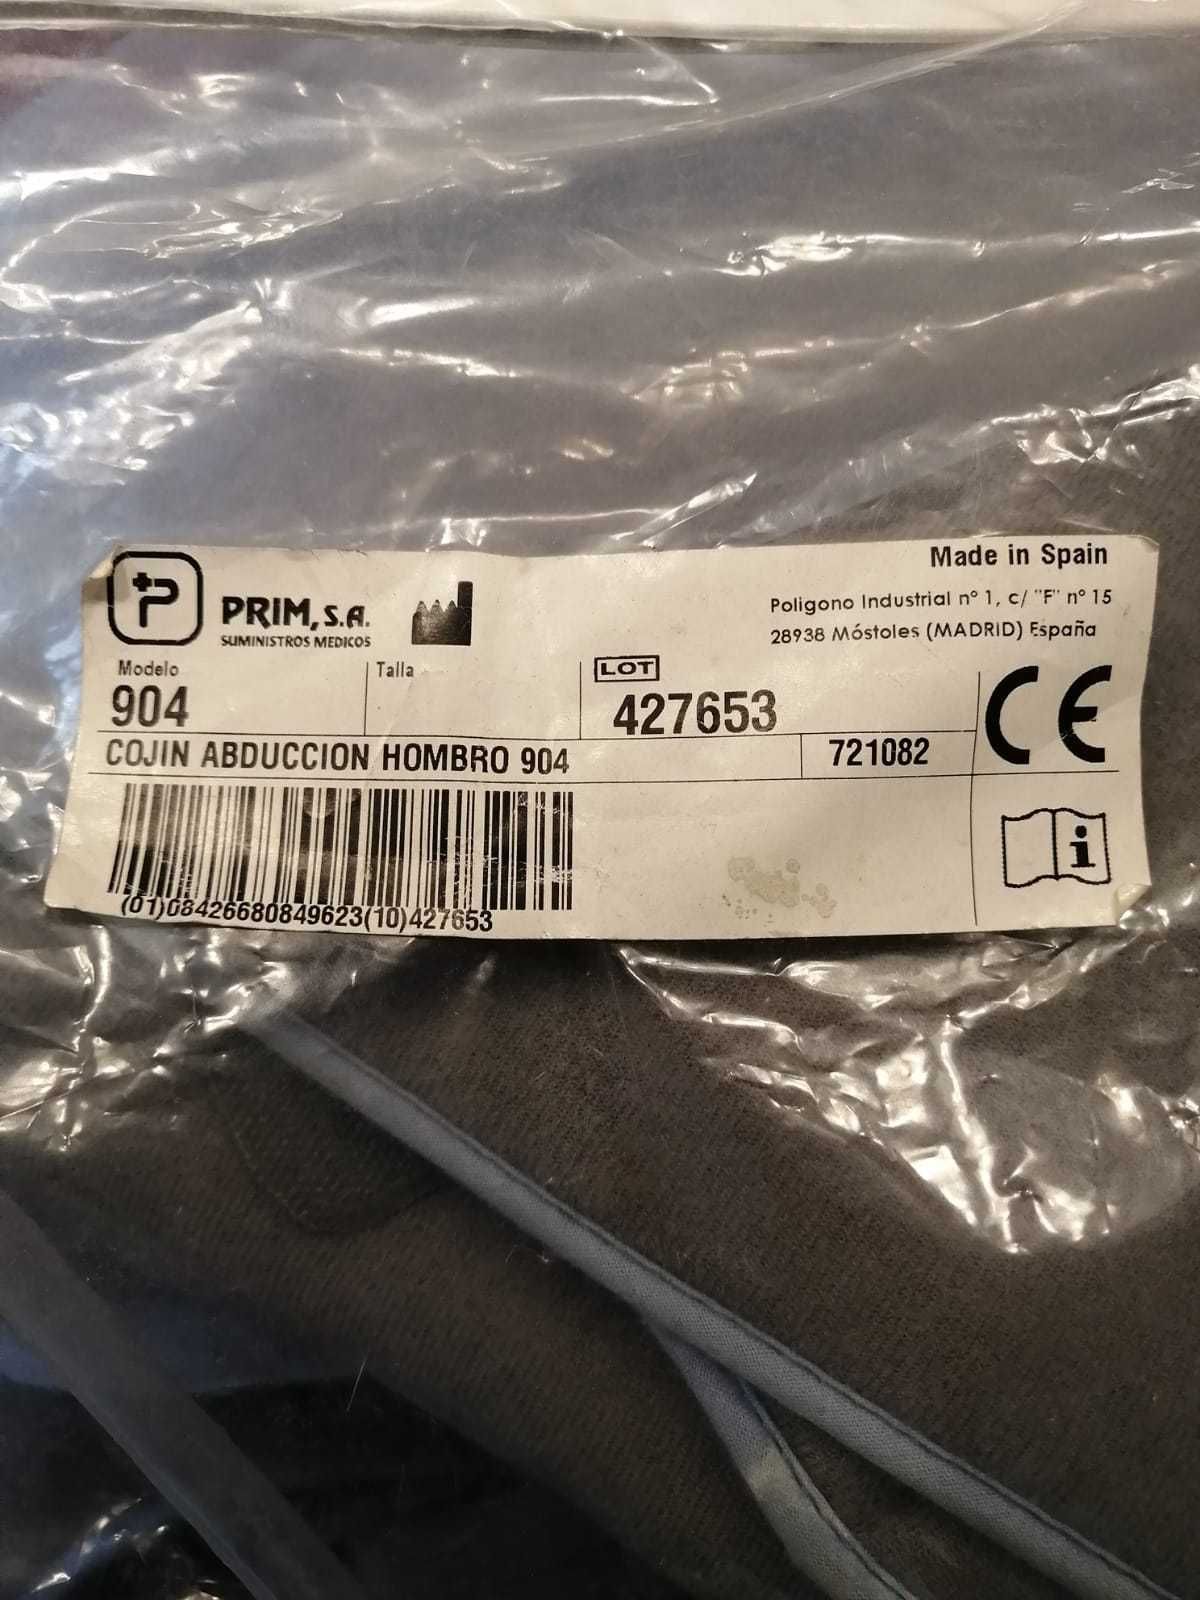 Made in Spain
PRIM, S.A.
SUMINISTROS MEDICOS
Poligono Industrial nº 1, c/ "F" nº 15
28938 Móstoles (MADRID) España
Modelo
904
Talla
LOT
427653
COJIN ABDUCCION HOMBRO 904
721082
CE
(01)08426680849623(10)427653
i